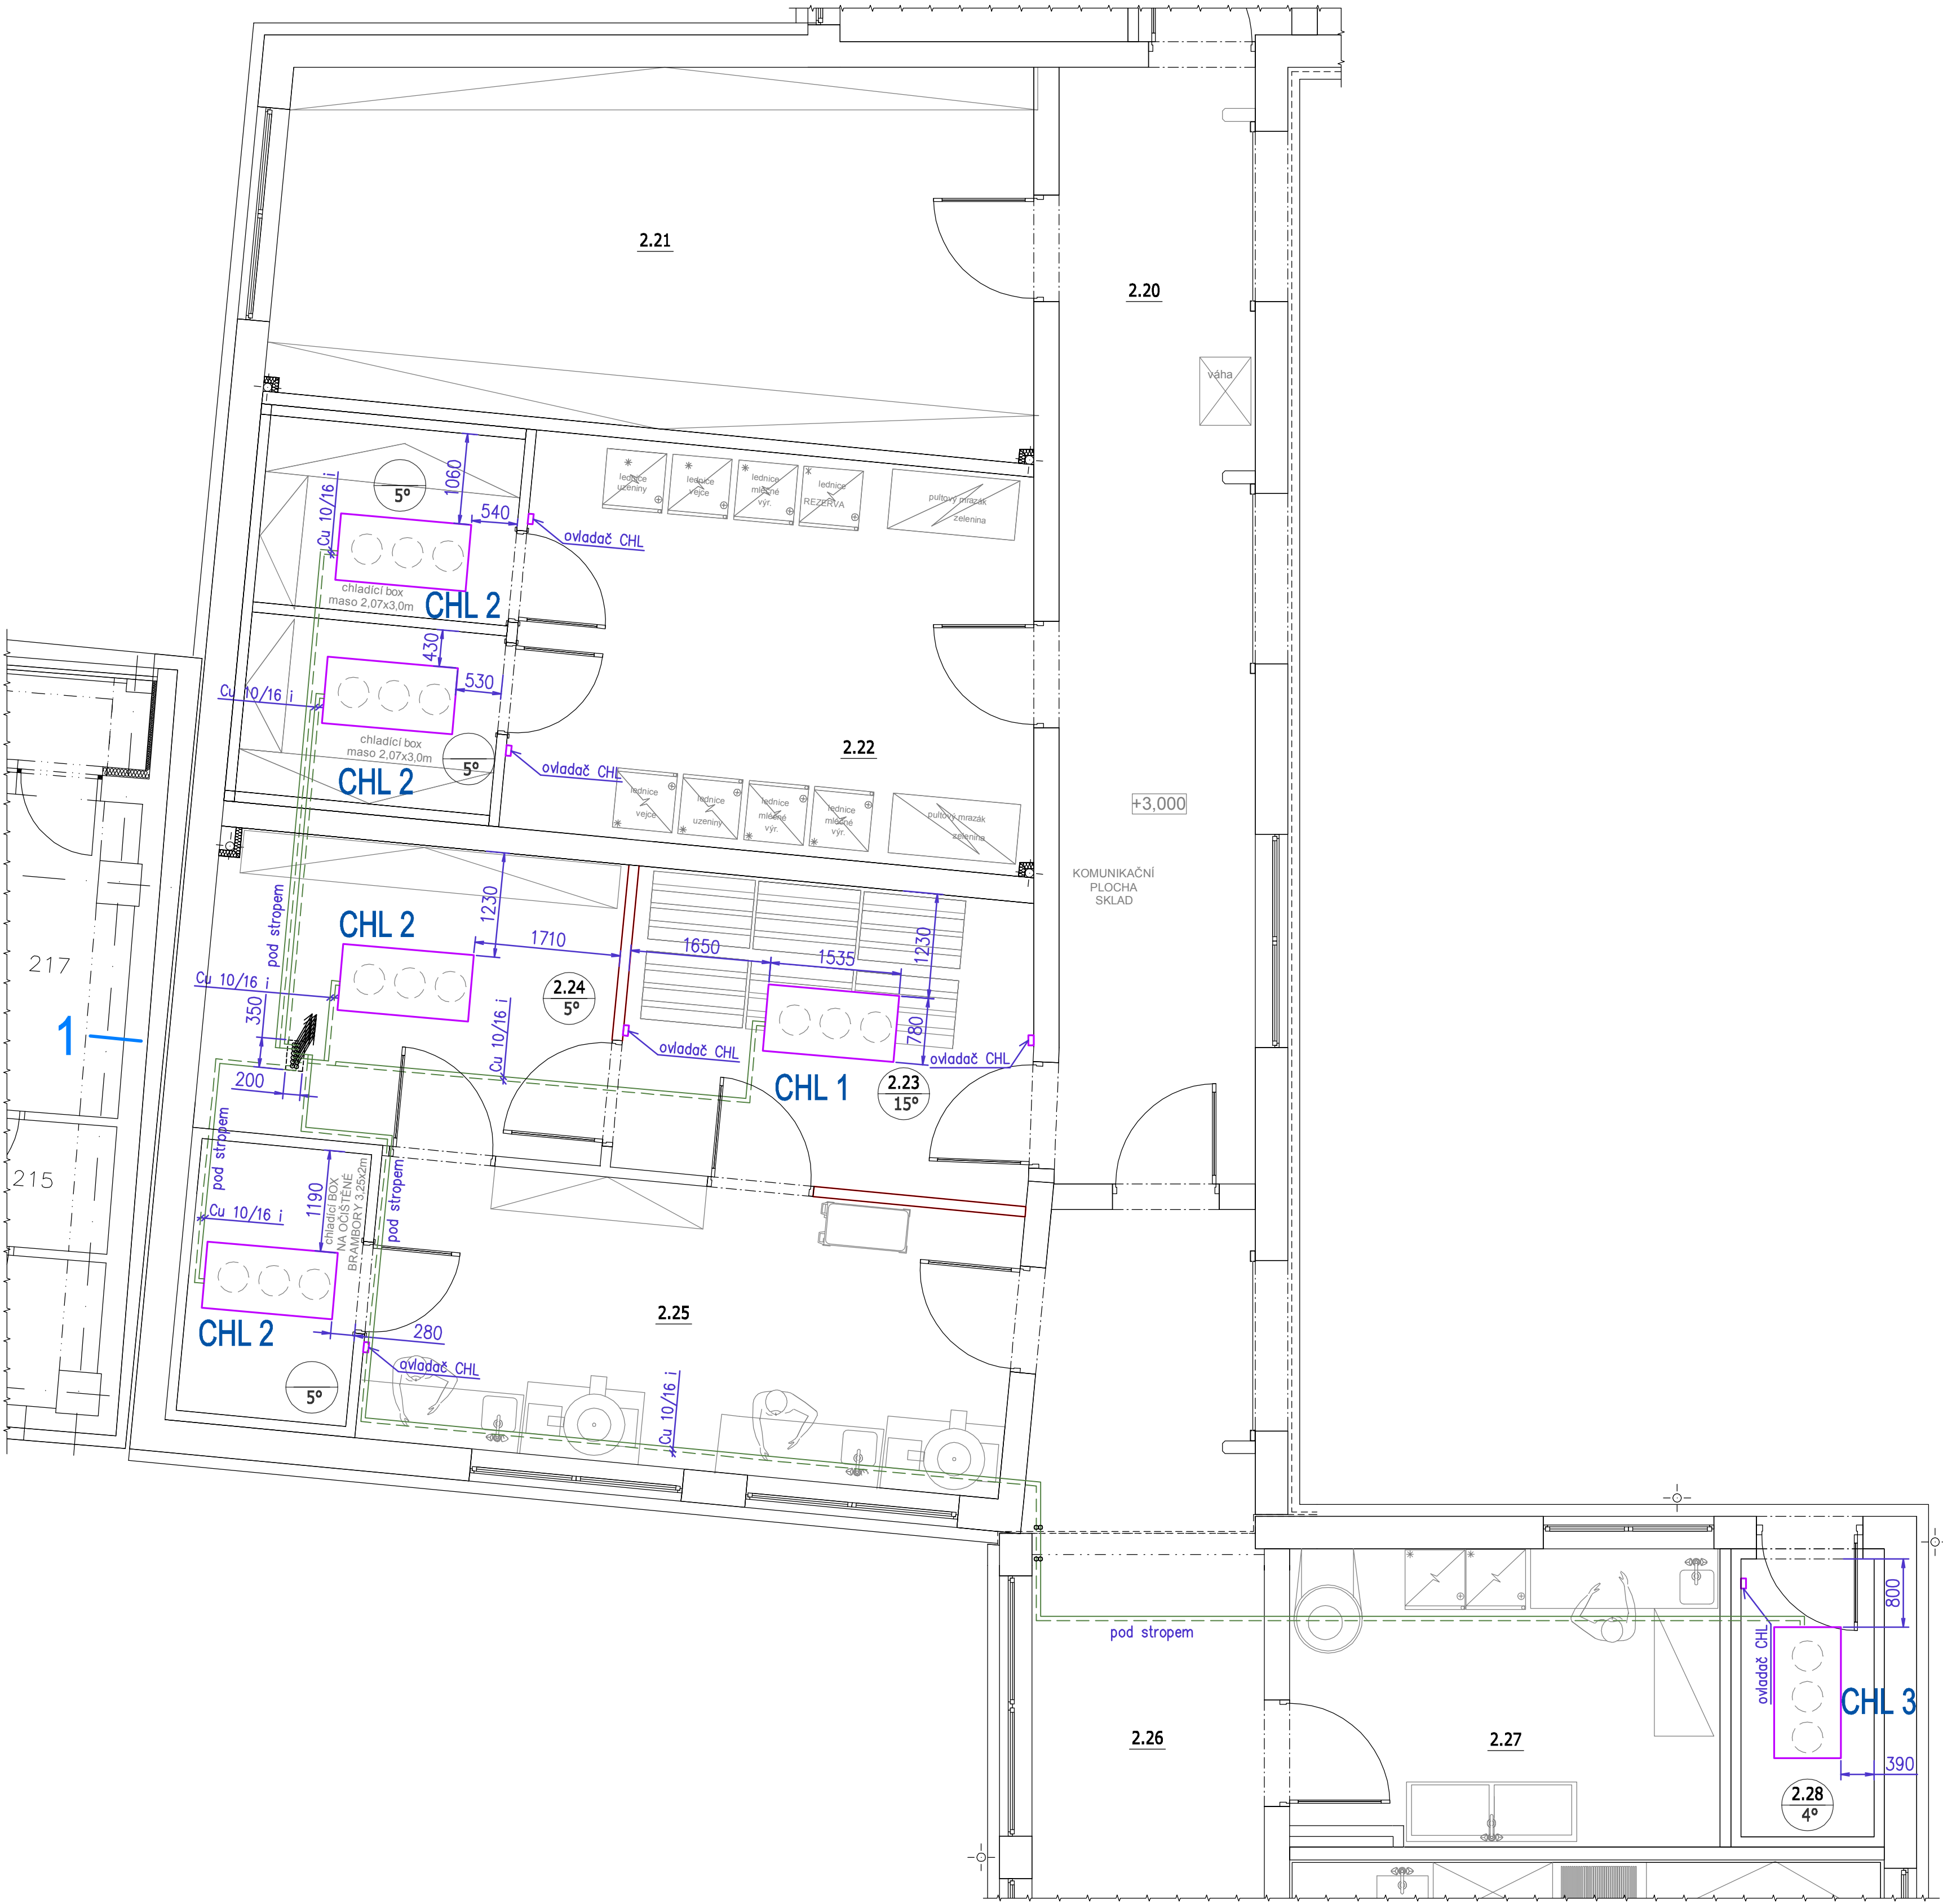 2.21
2.20
váha
1060
5°
Cu 10/16 i
540
ovladač CHL
lednice
uzeniny
lednice
vejce
lednice
mléčné
výr.
lednice
REZERVA
pultový mrazák
zelenina
chladící box
maso 2,07x3,0m
CHL 2
430
530
Cu 10/16 i
chladící box
maso 2,07x3,0m
5°
CHL 2
ovladač CHL
2.22
lednice
vejce
lednice
uzeniny
lednice
mléčné
výr.
lednice
mléčné
výr.
pultový mrazák
zelenina
+3,000
KOMUNIKAČNÍ
PLOCHA
SKLAD
pod stropem
CHL 2
1230
1710
1650
1535
1230
780
217
Cu 10/16 i
350
2.24
5°
Cu 10/16 i
ovladač CHL
ovladač CHL
1
200
CHL 1
2.23
15°
215
pod stropem
Cu 10/16 i
1190
chladící BOX
NA OČIŠTĚNÉ
BRAMBORY 3,25x2m
pod stropem
CHL 2
280
ovladač CHL
5°
2.25
Cu 10/16 i
pod stropem
800
ovladač CHL
CHL 3
390
2.26
2.27
2.28
4°